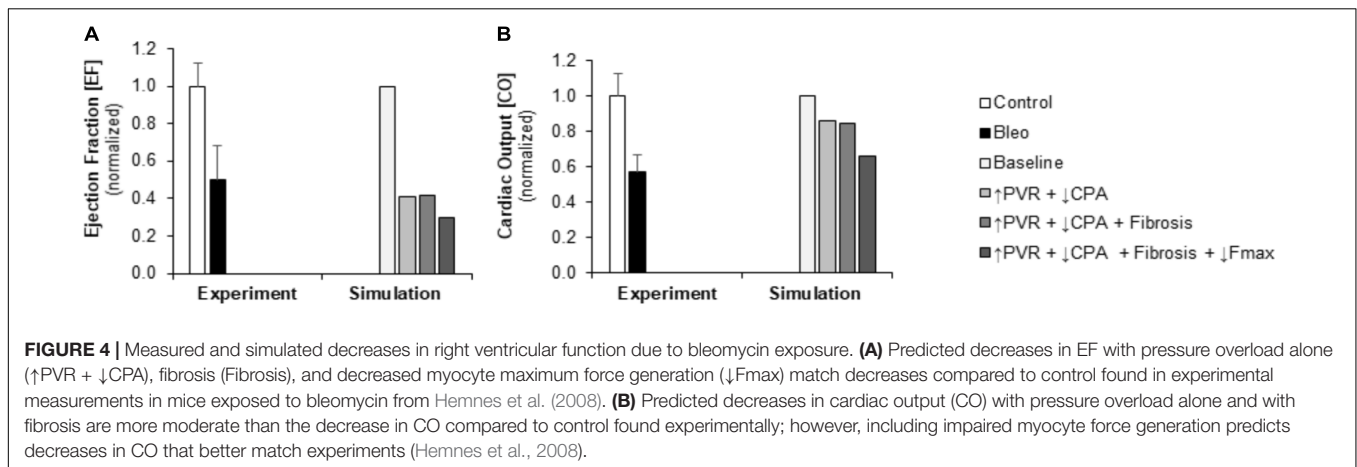 A
Ejection Fraction [EF]
(normalized)
1.2
1.0
0.8
0.6
0.4
0.2
0.0
Experiment
Simulation
B
Cardiac Output [CO]
(normalized)
1.2
1.0
0.8
0.6
0.4
0.2
0.0
Experiment
Simulation
Control
Bleo
Baseline
↑PVR + ↓CPA
↑PVR + ↓CPA + Fibrosis
↑PVR + ↓CPA + Fibrosis + ↓Fmax
FIGURE 4 | Measured and simulated decreases in right ventricular function due to bleomycin exposure. (A) Predicted decreases in EF with pressure overload alone
(↑PVR + ↓CPA), fibrosis (Fibrosis), and decreased myocyte maximum force generation (↓Fmax) match decreases compared to control found in experimental
measurements in mice exposed to bleomycin from Hemnes et al. (2008). (B) Predicted decreases in cardiac output (CO) with pressure overload alone and with
fibrosis are more moderate than the decrease in CO compared to control found experimentally; however, including impaired myocyte force generation predicts
decreases in CO that better match experiments (Hemnes et al., 2008).